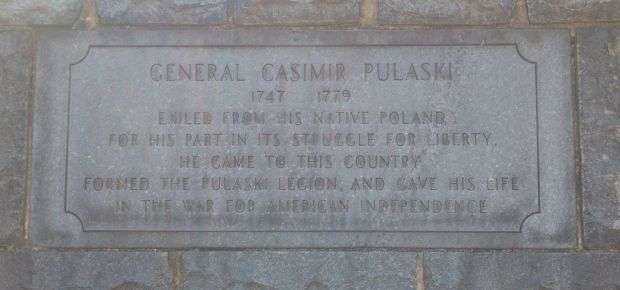 GENERAL CASIMIR PULASKI
1747 1779
EXILED FROM HIS NATIVE POLAND
FOR HIS PART IN ITS STRUGGLE FOR LIBERTY,
HE CAME TO THIS COUNTRY,
FORMED THE PULASKI LEGION, AND GAVE HIS LIFE
IN THE WAR FOR AMERICAN INDEPENDENCE